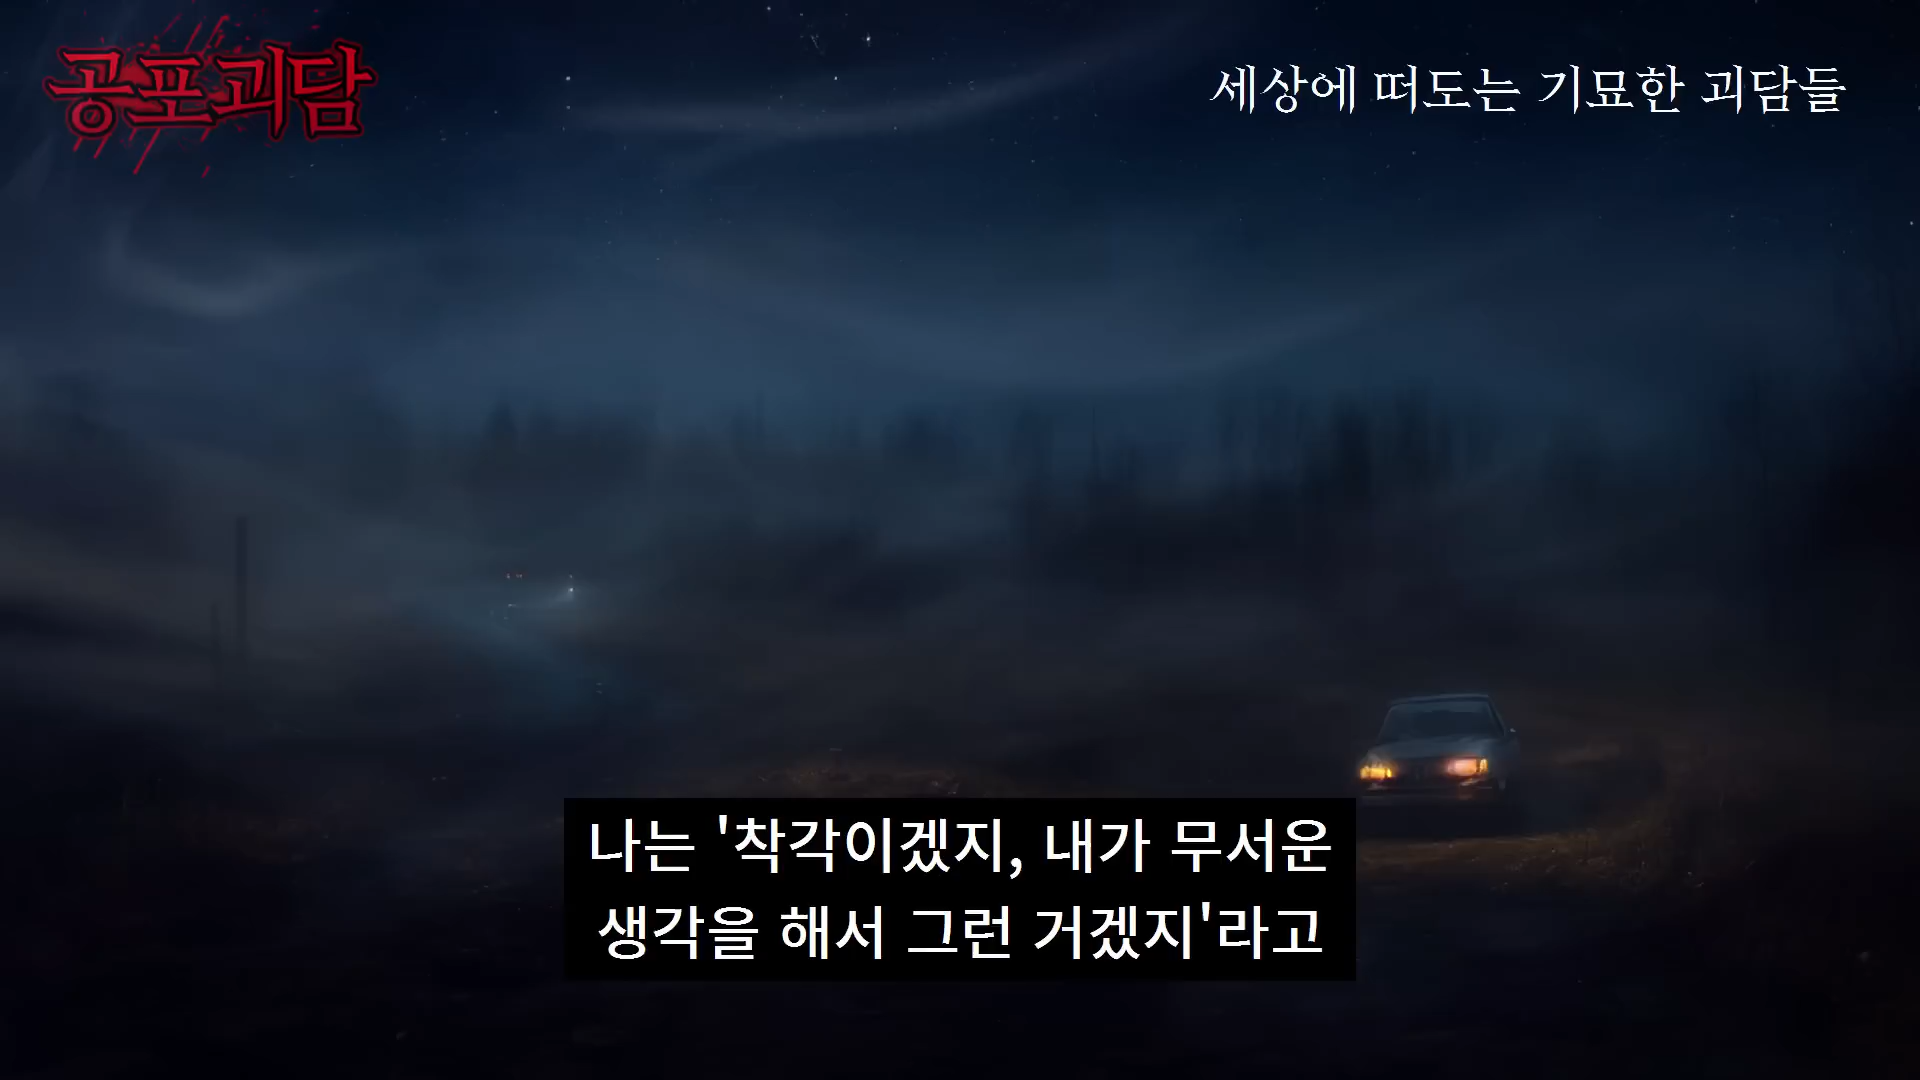 공포괴담
세상에 떠도는 기묘한 괴담들
나는 '착각이겠지, 내가 무서운
생각을 해서 그런 거겠지'라고